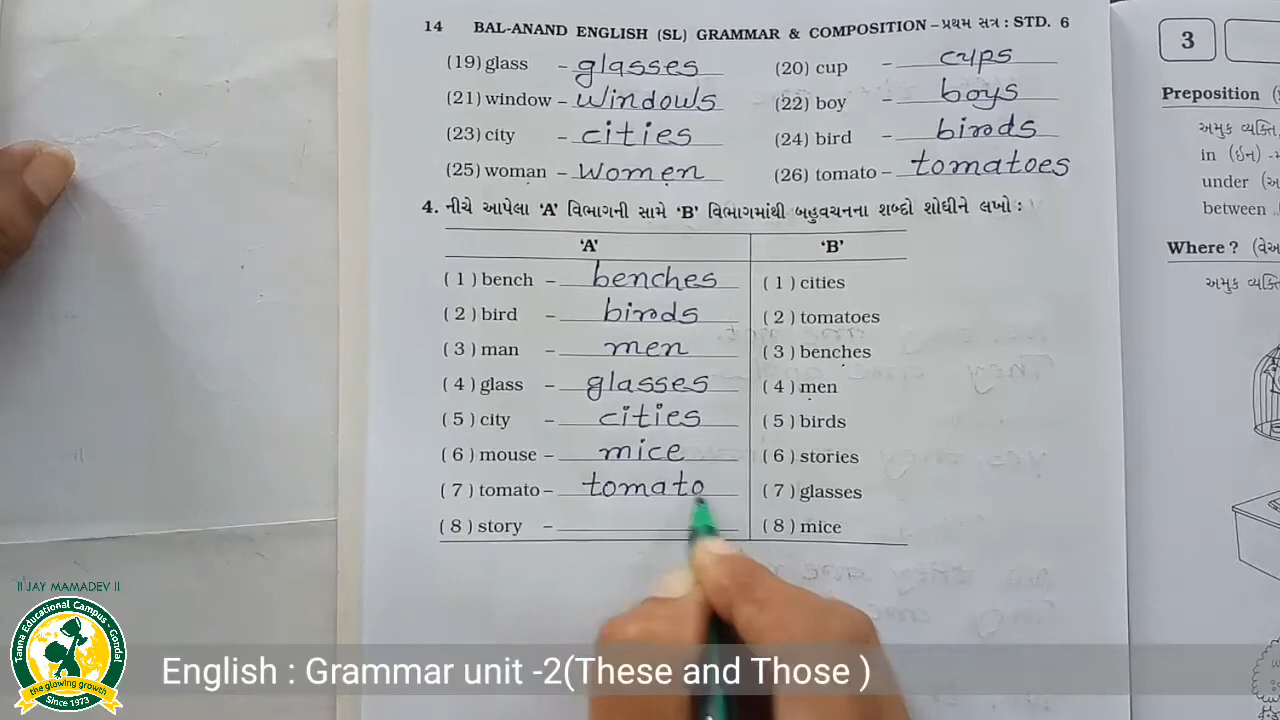 14 BAL-ANAND ENGLISH (SL) GRAMMAR & COMPOSITION – પ્રથમ સત્ર : STD. 6
(19) glass – glasses (20) cup – cups
(21) window – windows (22) boy – boys
(23) city – cities (24) bird – birds
(25) woman – women (26) tomato – tomatoes
4. નીચે આપેલા ‘A’ વિભાગની સામે ‘B’ વિભાગમાંથી બહુવચનના શબ્દો શોધીને લખો :
‘A’ ‘B’
( 1 ) bench – benches ( 1 ) cities
( 2 ) bird – birds ( 2 ) tomatoes
( 3 ) man – men ( 3 ) benches
( 4 ) glass – glasses ( 4 ) men
( 5 ) city – cities ( 5 ) birds
( 6 ) mouse – mice ( 6 ) stories
( 7 ) tomato – tomato ( 7 ) glasses
( 8 ) story – ( 8 ) mice
3
Preposition
અમુક વ્યક્તિ
in (ઇન)
under
between
Where ?
અમુક વ્યક્તિ
II JAY MAMADEV II
Tanna Educational Campus - Gondal
the glowing growth
Since 1973
English : Grammar unit -2(These and Those )